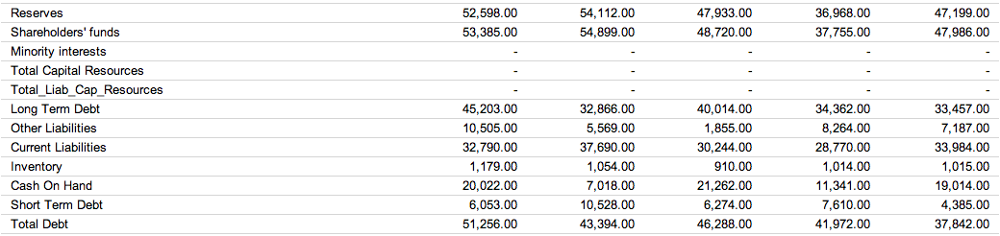 Reserves 52,598.00 54,112.00 47,933.00 36,968.00 47,199.00
Shareholders' funds 53,385.00 54,899.00 48,720.00 37,755.00 47,986.00
Minority interests - - - - -
Total Capital Resources - - - - -
Total_Liab_Cap_Resources - - - - -
Long Term Debt 45,203.00 32,866.00 40,014.00 34,362.00 33,457.00
Other Liabilities 10,505.00 5,569.00 1,855.00 8,264.00 7,187.00
Current Liabilities 32,790.00 37,690.00 30,244.00 28,770.00 33,984.00
Inventory 1,179.00 1,054.00 910.00 1,014.00 1,015.00
Cash On Hand 20,022.00 7,018.00 21,262.00 11,341.00 19,014.00
Short Term Debt 6,053.00 10,528.00 6,274.00 7,610.00 4,385.00
Total Debt 51,256.00 43,394.00 46,288.00 41,972.00 37,842.00